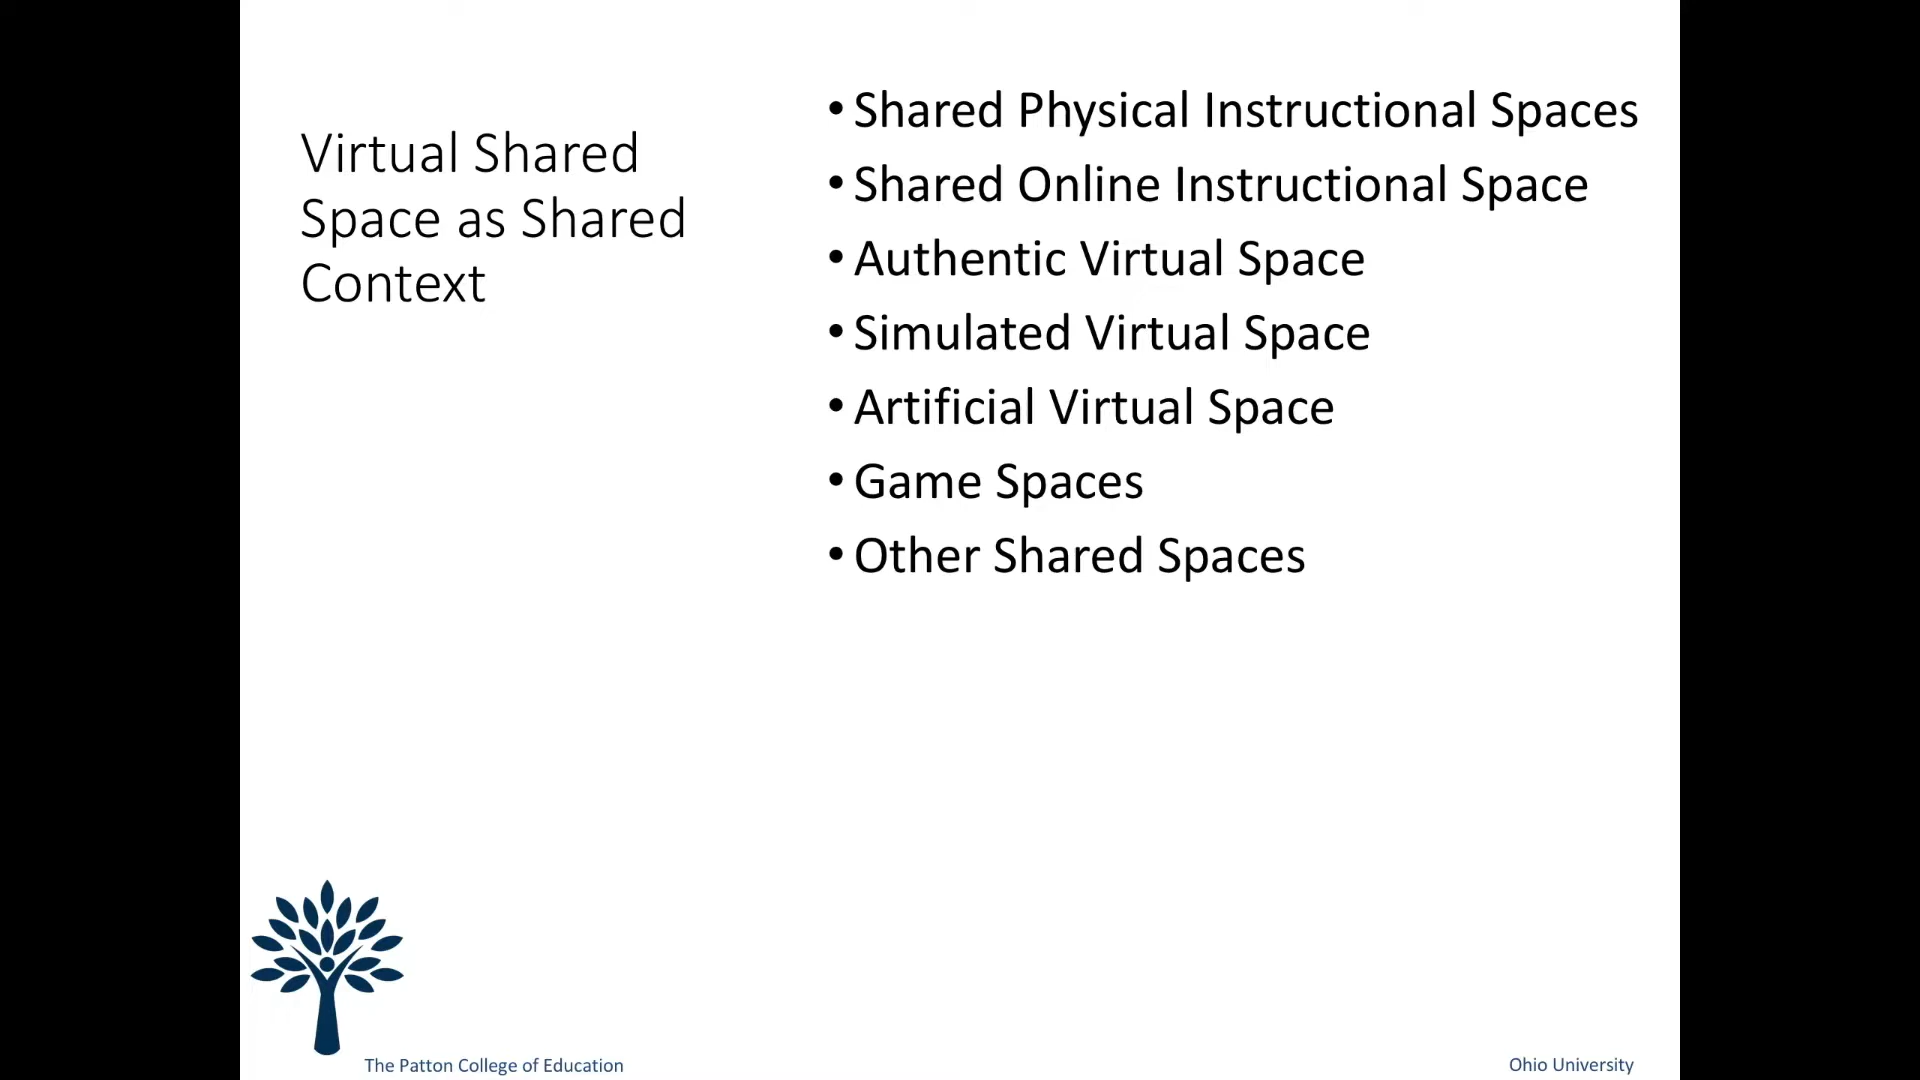 Virtual Shared
Space as Shared
Context
• Shared Physical Instructional Spaces
• Shared Online Instructional Space
• Authentic Virtual Space
• Simulated Virtual Space
• Artificial Virtual Space
• Game Spaces
• Other Shared Spaces
The Patton College of Education
Ohio University